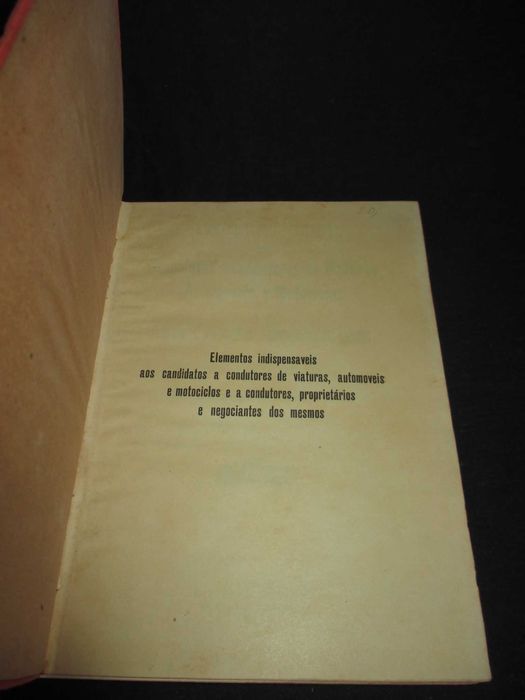 Elementos indispensaveis
aos candidatos a condutores de viaturas, automoveis
e motociclos e a condutores, proprietários
e negociantes dos mesmos